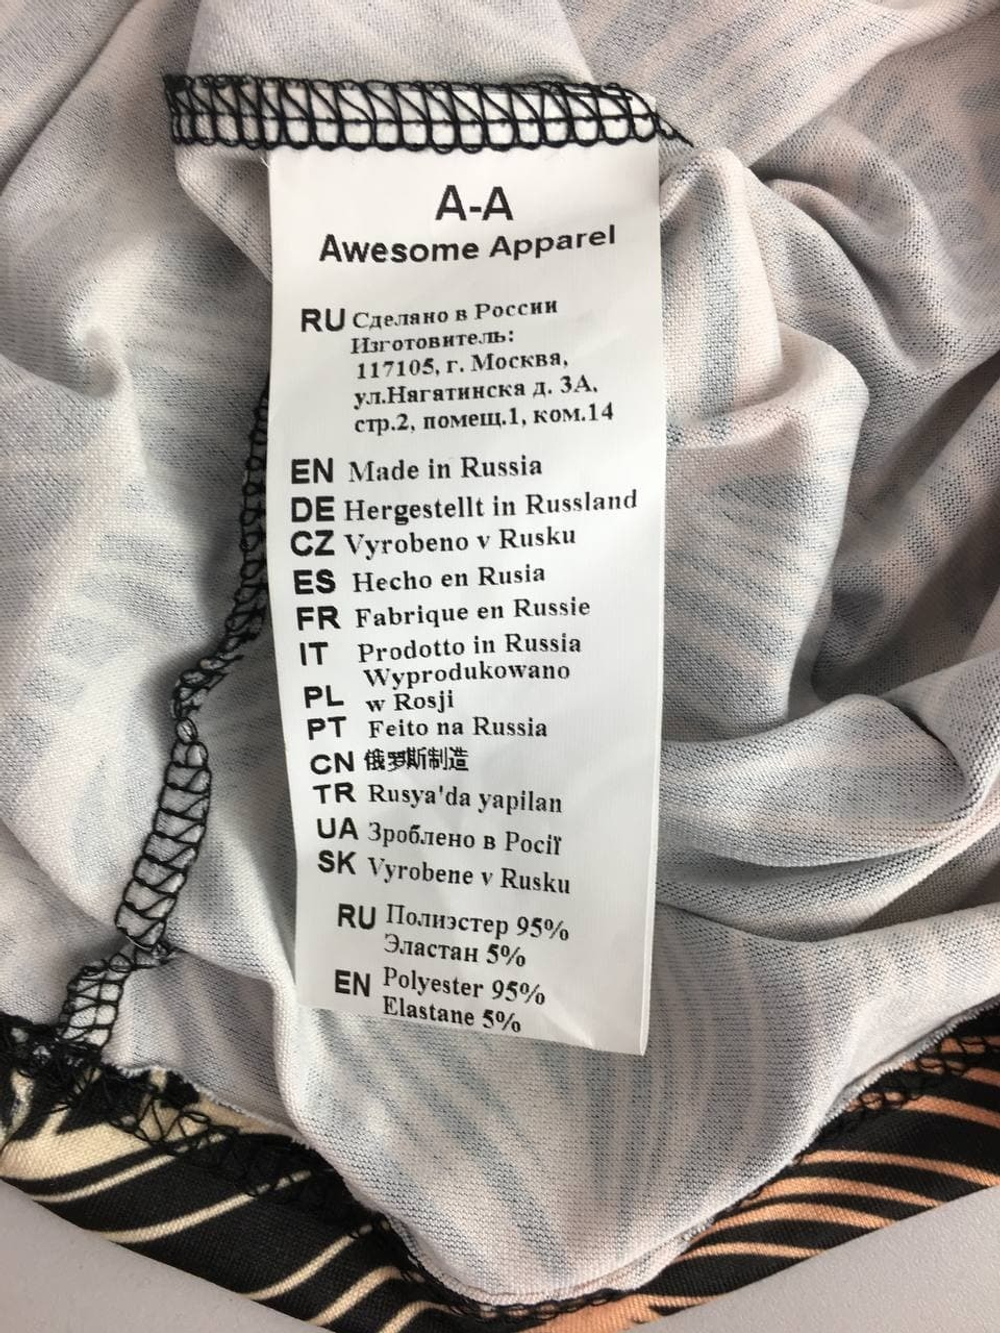 A-A
Awesome Apparel
RU Сделано в России
Изготовитель:
117105, г. Москва,
ул.Нагатинска д. 3А,
стр.2, помещ.1, ком.14
EN Made in Russia
DE Hergestellt in Russland
CZ Vyrobeno v Rusku
ES Hecho en Rusia
FR Fabrique en Russie
IT Prodotto in Russia
PL Wyprodukowano
w Rosji
PT Feito na Russia
CN 俄罗斯制造
TR Rusya'da yapilan
UA Зроблено в Росії
SK Vyrobene v Rusku
RU Полиэстер 95%
Эластан 5%
EN Polyester 95%
Elastane 5%